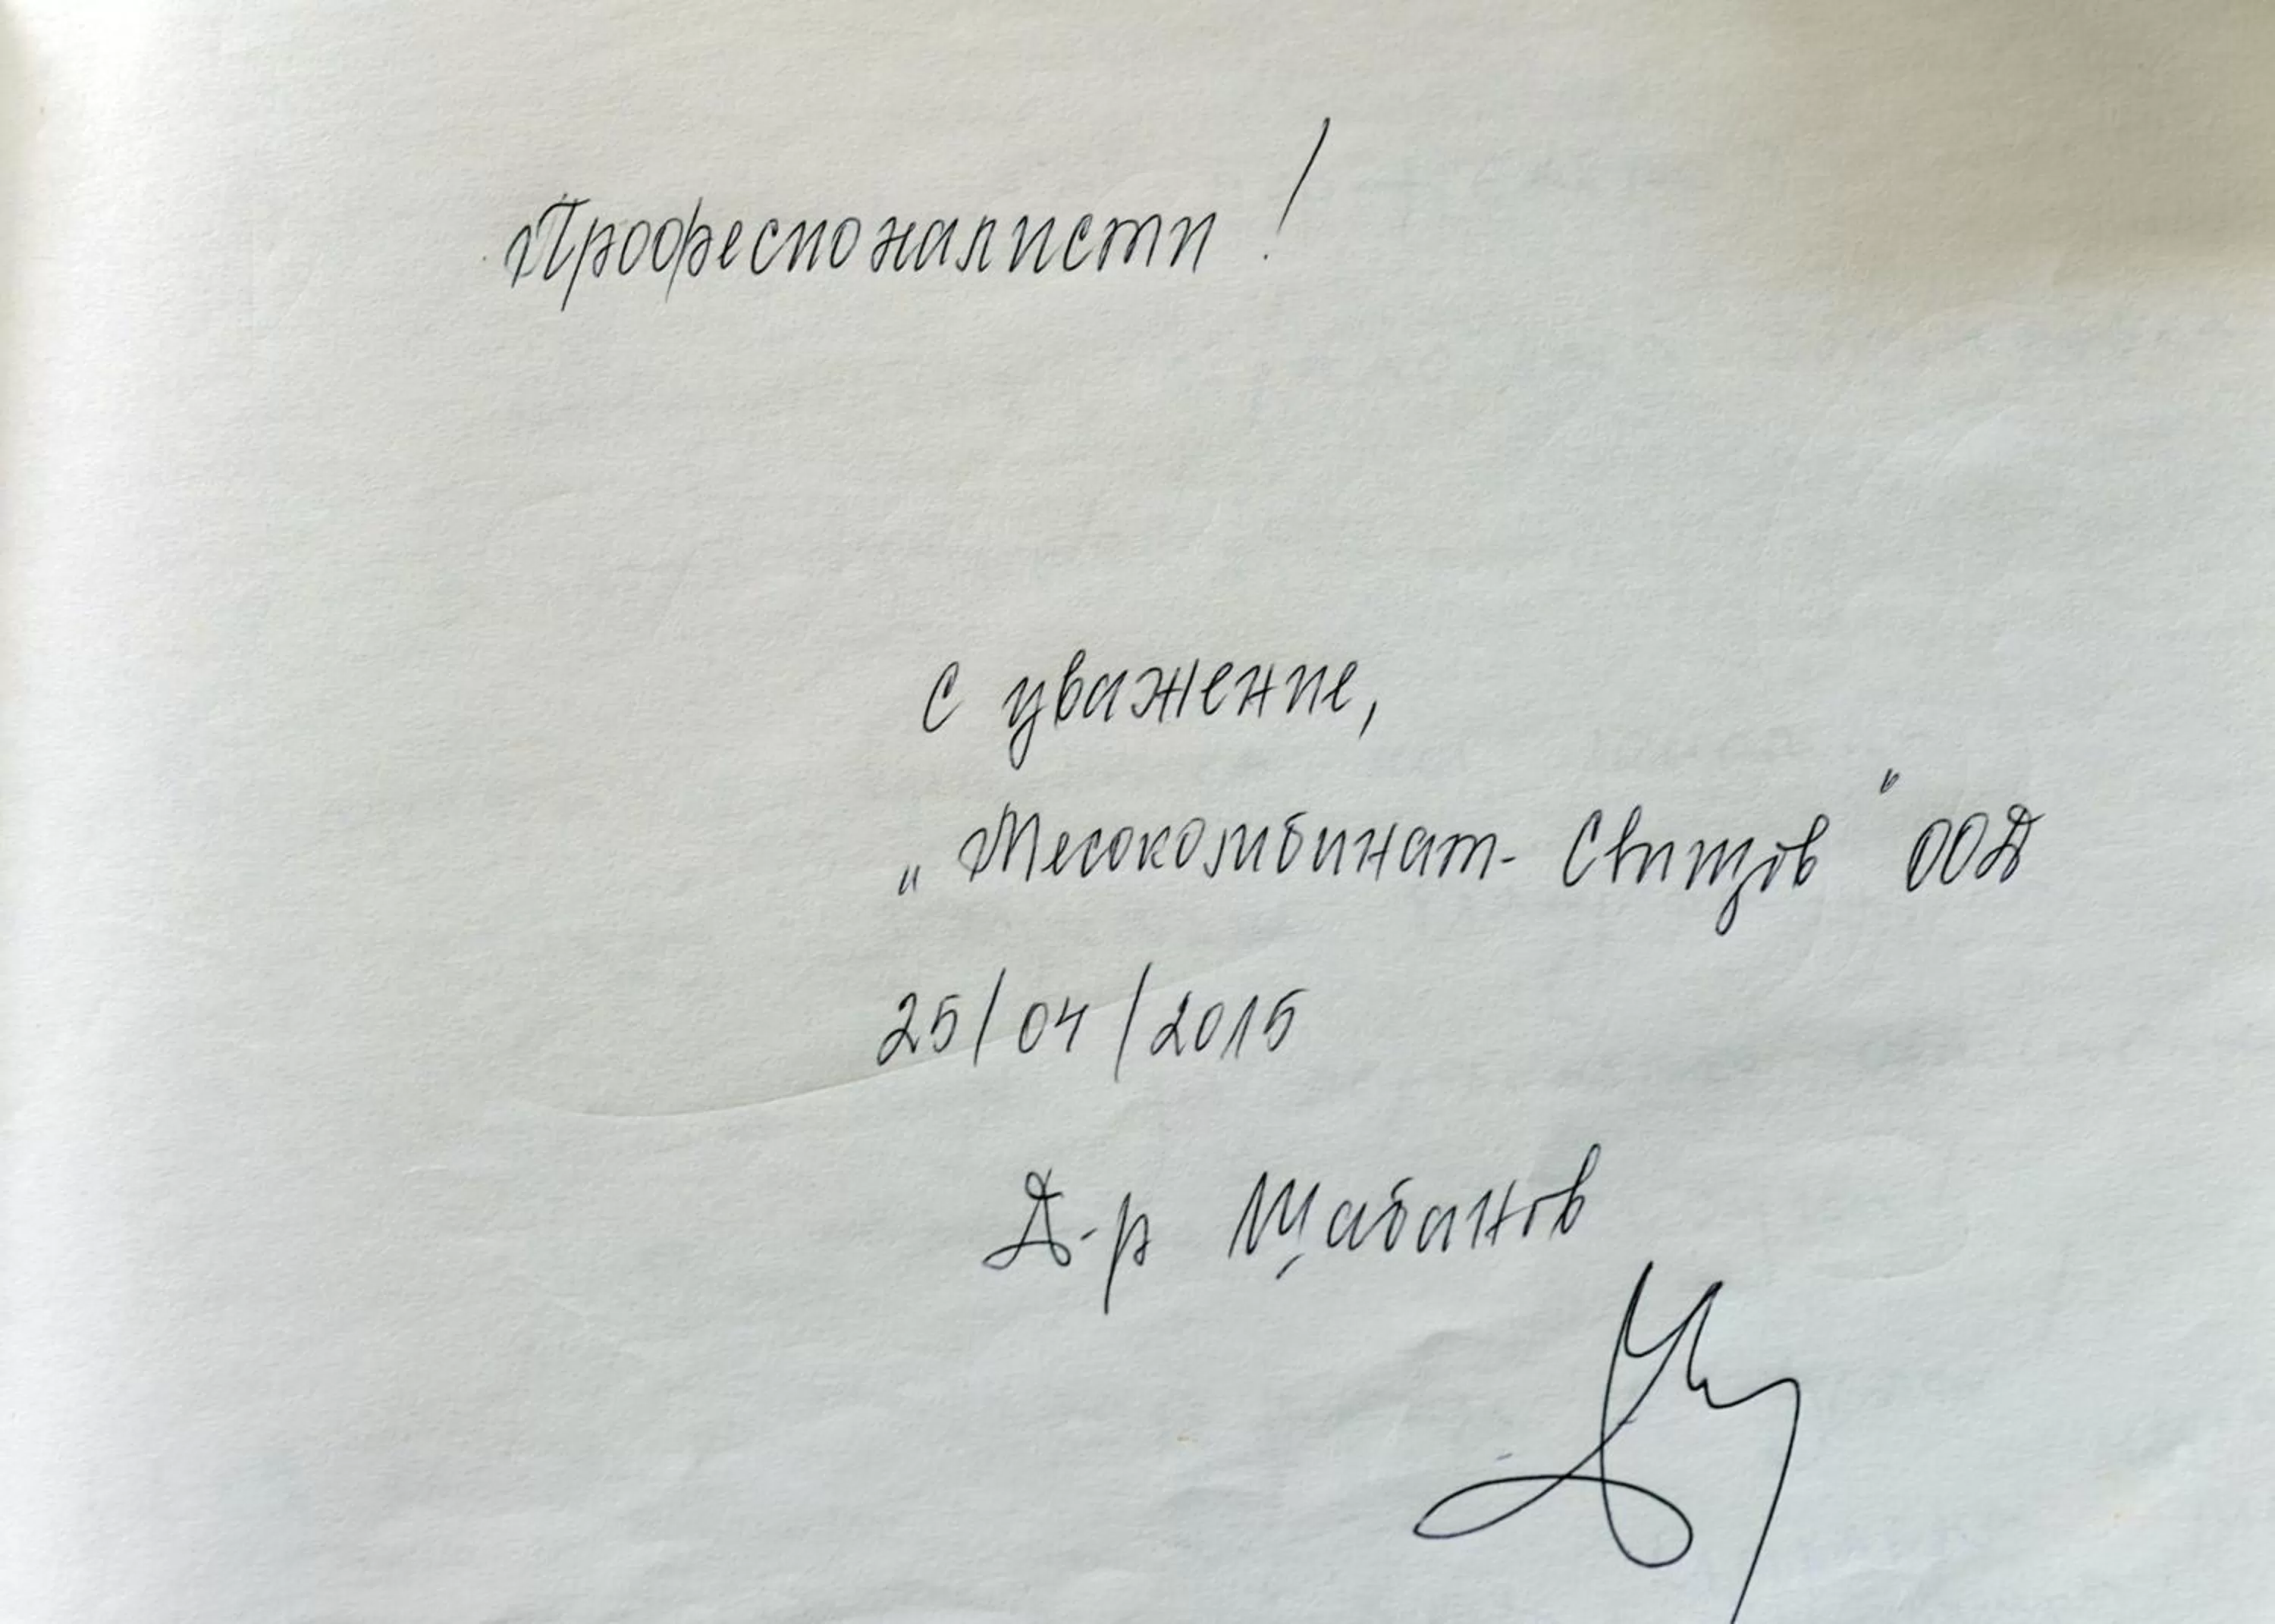 Професионалисти!
С уважение,
„Месокомбинат - Свищов" ООД
25/04/2015
Д-р Шабанов